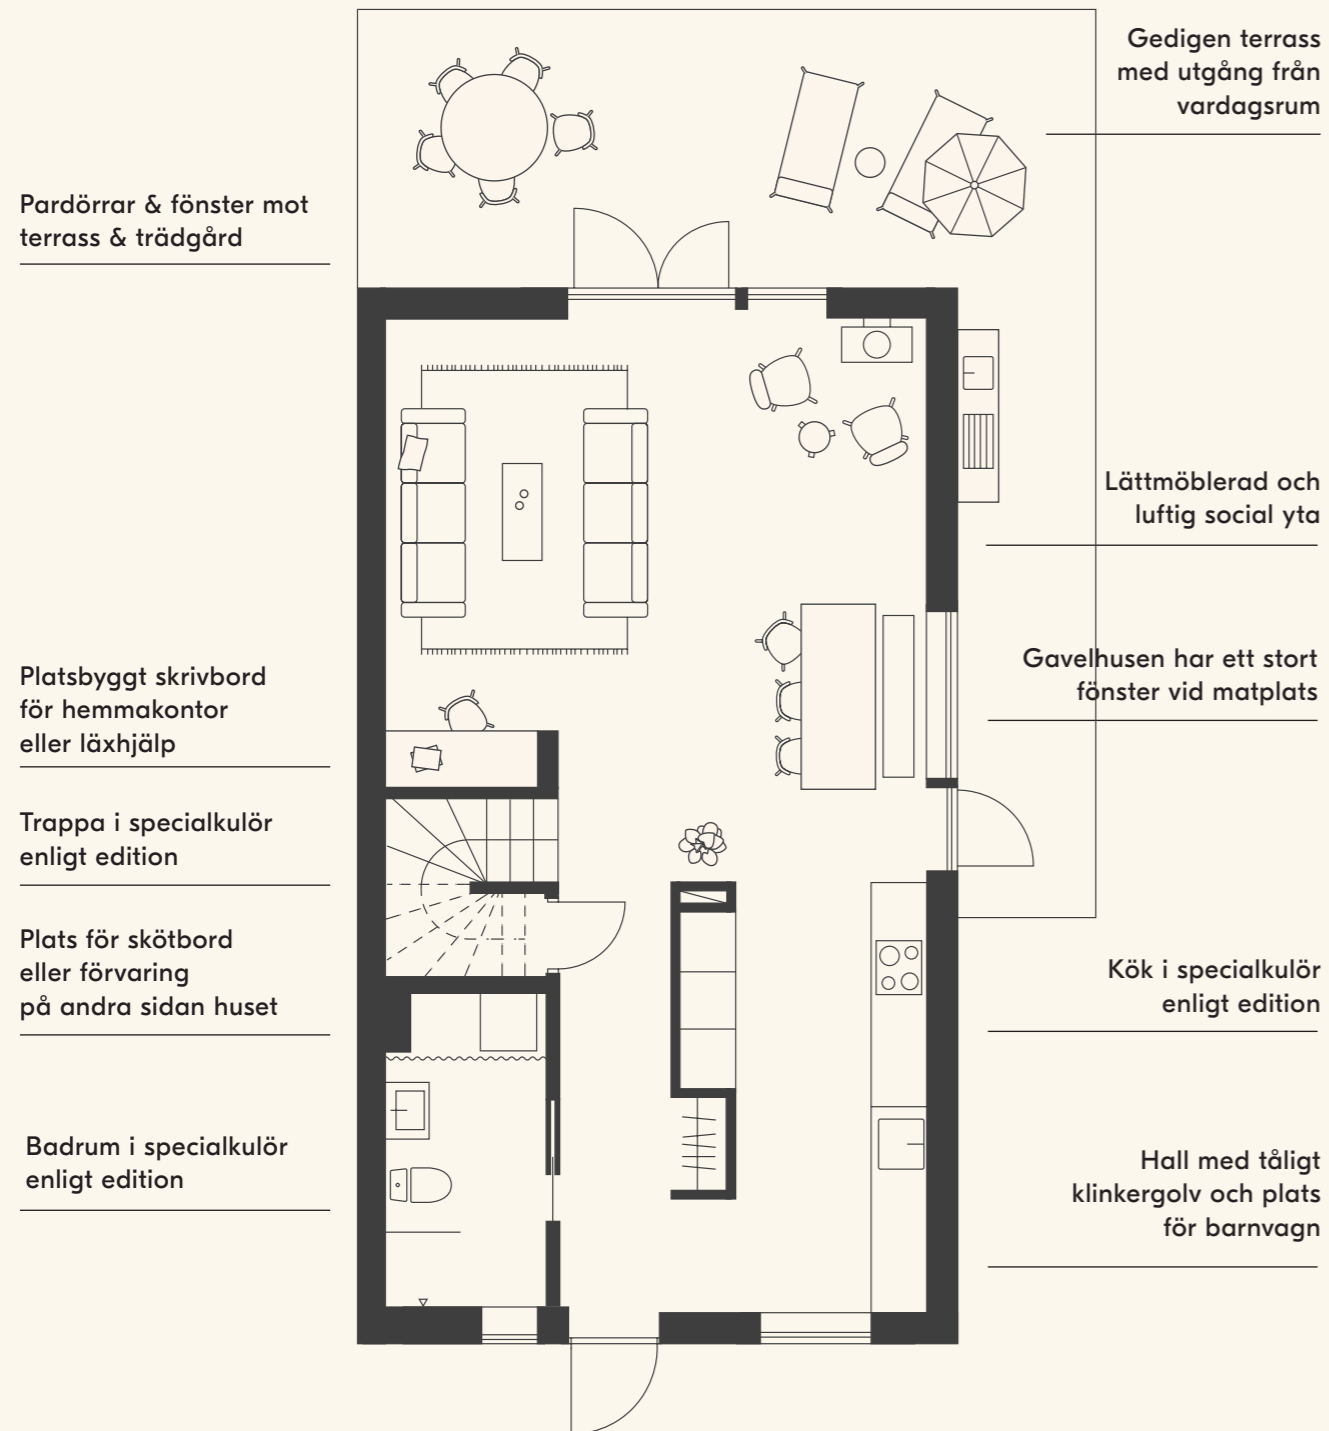 Gedigen terrass
med utgång från
vardagsrum
Pardörrar & fönster mot
terrass & trädgård
Lättmöblerad och
luftig social yta
Gavelhusen har ett stort
fönster vid matplats
Platsbyggt skrivbord
för hemmakontor
eller läxhjälp
Trappa i specialkulör
enligt edition
Plats för skötbord
eller förvaring
på andra sidan huset
Kök i specialkulör
enligt edition
Badrum i specialkulör
enligt edition
Hall med tåligt
klinkergolv och plats
för barnvagn